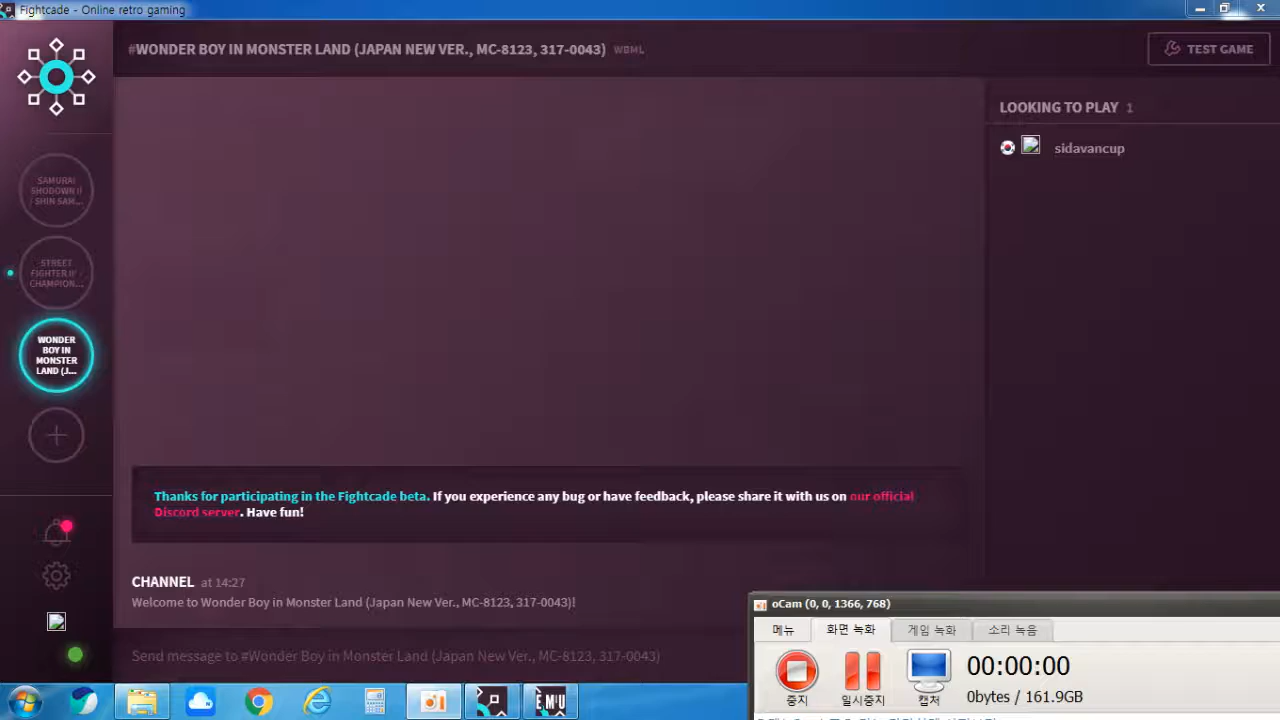 Fightcade - Online retro gaming
#WONDER BOY IN MONSTER LAND (JAPAN NEW VER., MC-8123, 317-0043) WBML
TEST GAME
LOOKING TO PLAY 1
sidavancup
SAMURAI
SHODOWN II
/ SHIN SAM...
STREET
FIGHTER II'
CHAMPION...
WONDER
BOY IN
MONSTER
LAND (J...
Thanks for participating in the Fightcade beta. If you experience any bug or have feedback, please share it with us on our official
Discord server. Have fun!
CHANNEL at 14:27
Welcome to Wonder Boy in Monster Land (Japan New Ver., MC-8123, 317-0043)!
Send message to #Wonder Boy in Monster Land (Japan New Ver., MC-8123, 317-0043)
oCam (0, 0, 1366, 768)
메뉴 화면 녹화 게임 녹화 소리 녹음
중지 일시중지 캡처
00:00:00
0bytes / 161.9GB
E.M/U